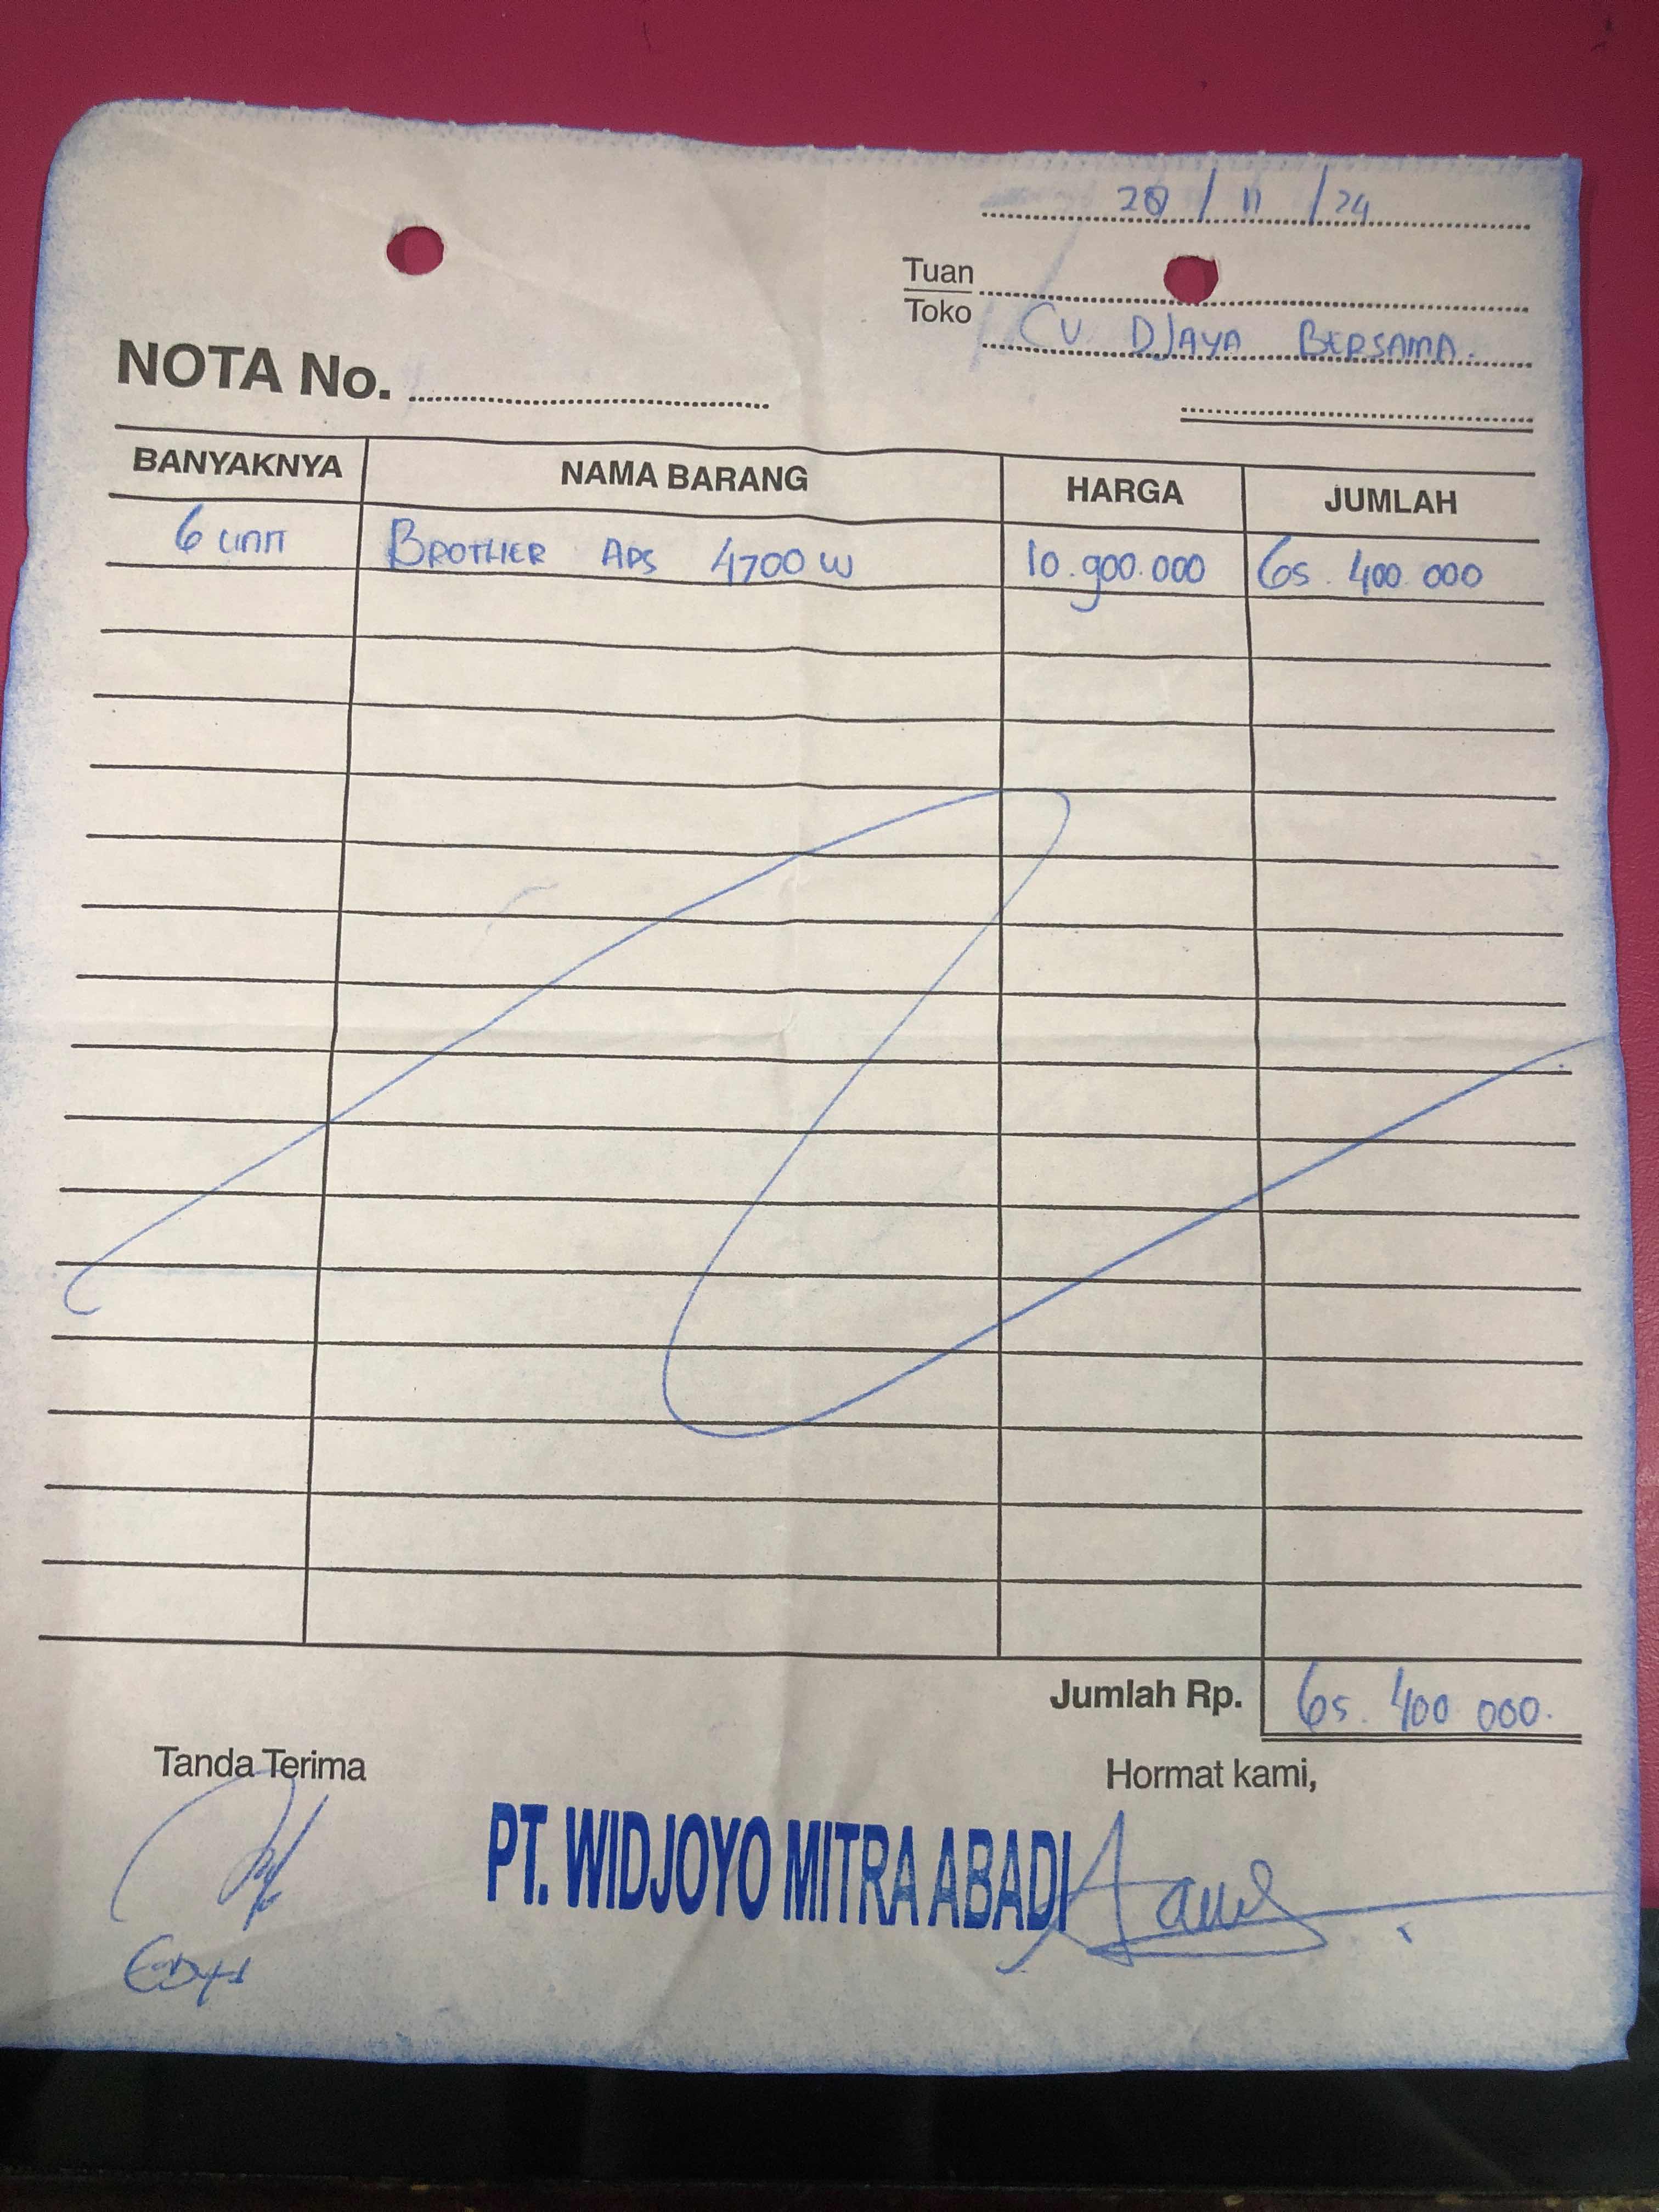 / 11 / 24
Tuan
Toko
CV DJAYA BERSAMA.
NOTA No.
BANYAKNYA NAMA BARANG HARGA JUMLAH
6 UNIT BROTHER ADS 4700 W 10.900.000 65.400.000
Jumlah Rp. 65.400 000.
Tanda Terima Hormat kami,
PT. WIDJOYO MITRA ABADI